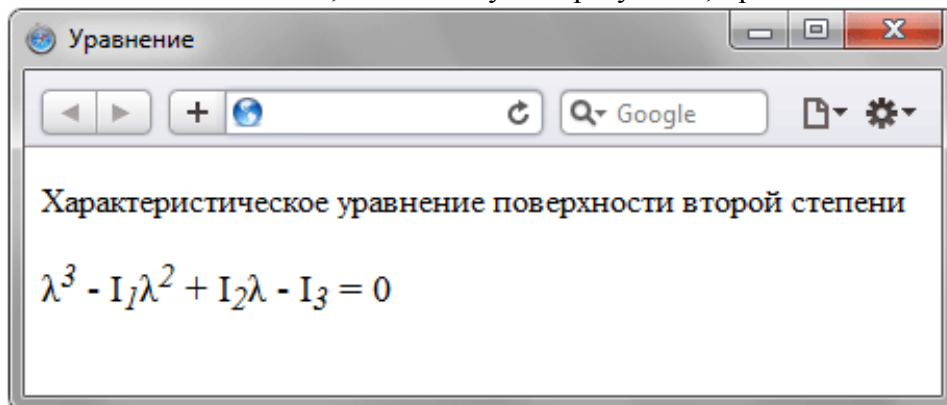 Уравнение
Google
Характеристическое уравнение поверхности второй степени
λ³ - I₁λ² + I₂λ - I₃ = 0